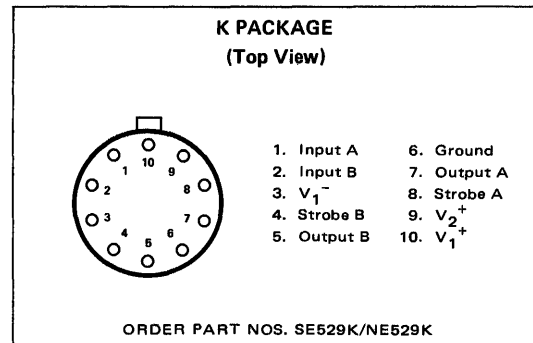 K PACKAGE
(Top View)
10
1
9
2
8
3
7
4
6
5
1. Input A
2. Input B
3. V₁⁻
4. Strobe B
5. Output B
6. Ground
7. Output A
8. Strobe A
9. V₂⁺
10. V₁⁺
ORDER PART NOS. SE529K/NE529K